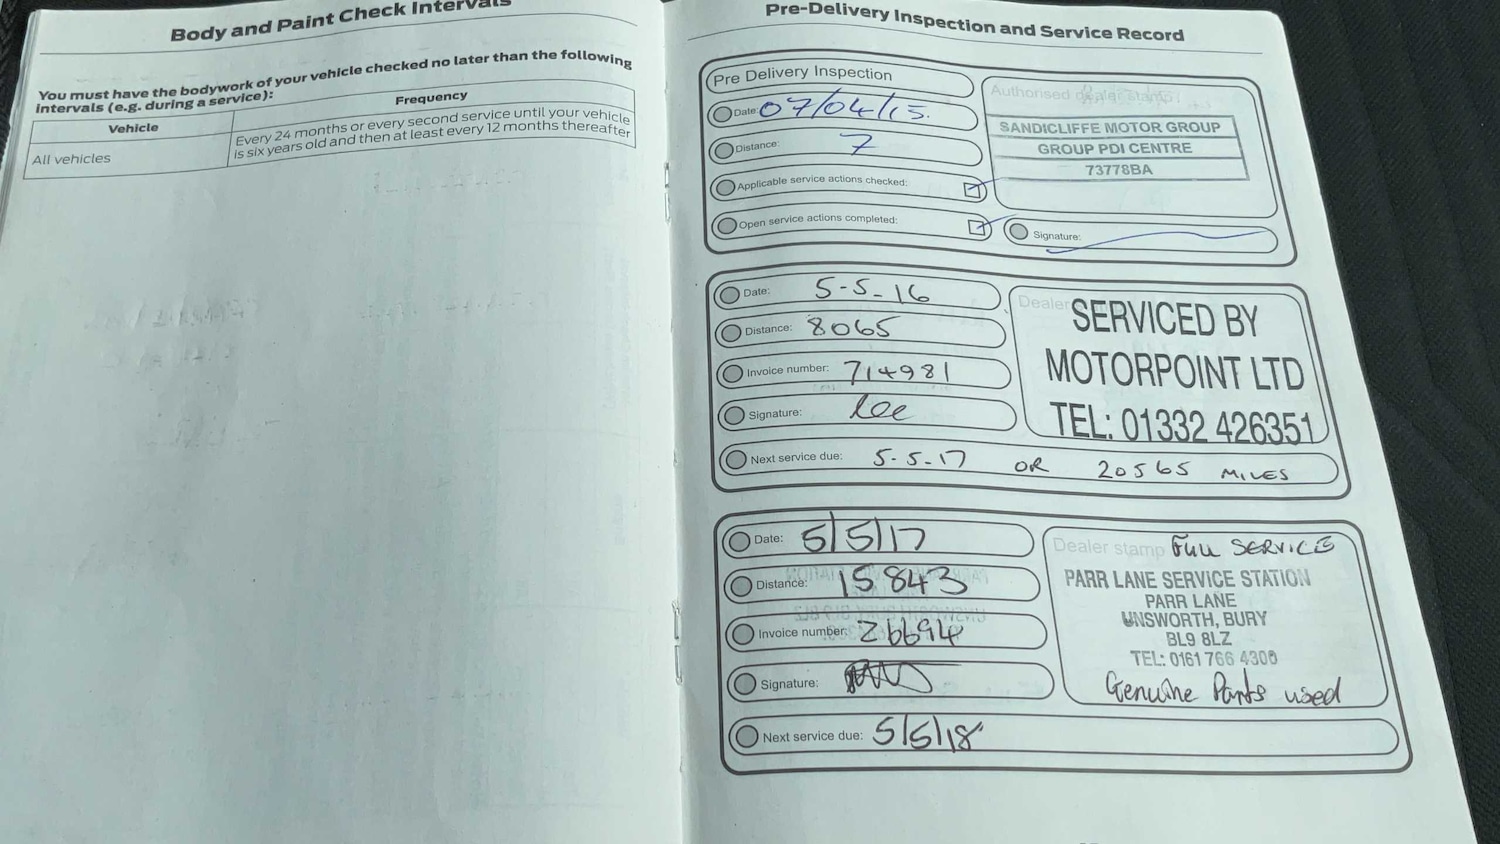 Body and Paint Check Intervals
You must have the bodywork of your vehicle checked no later than the following
intervals (e.g. during a service):
Vehicle
Frequency
All vehicles
Every 24 months or every second service until your vehicle
is six years old and then at least every 12 months thereafter
Pre-Delivery Inspection and Service Record
Pre Delivery Inspection
Date: 07/04/15.
Distance: 7
Applicable service actions checked:
Open service actions completed:
Authorised dealer stamp:
SANDICLIFFE MOTOR GROUP
GROUP PDI CENTRE
73778BA
Signature:
Date: 5-5-16
Distance: 8065
Invoice number: 714981
Signature: Lee
Next service due: 5-5-17 OR 20565 MILES
Dealer
SERVICED BY
MOTORPOINT LTD
TEL: 01332 426351
Date: 5/5/17
Distance: 15843
Invoice number: 26694
Signature:
Next service due: 5/5/18
Dealer stamp Full SERVICE
PARR LANE SERVICE STATION
PARR LANE
UNSWORTH, BURY
BL9 8LZ
TEL: 0161 766 4300
Genuine Parts used